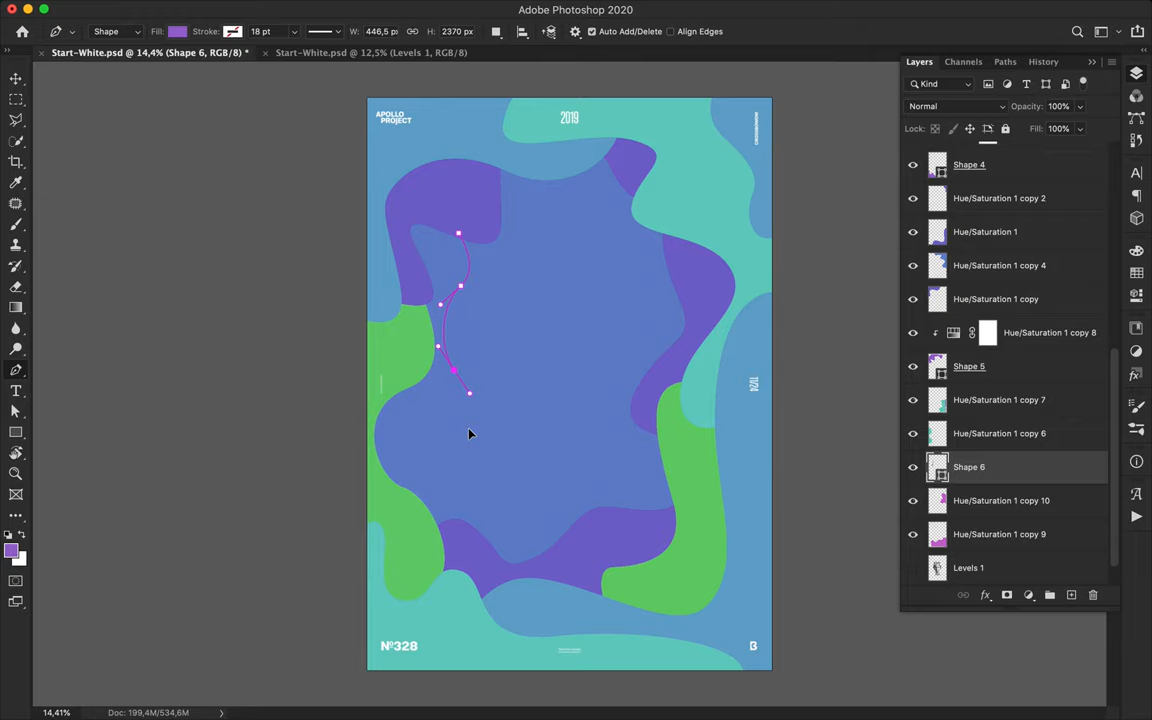 Adobe Photoshop 2020
Shape Fill: Stroke: 18 pt W: 446,5 p H: 2370 px Auto Add/Delete Align Edges
Start-White.psd @ 14,4% (Shape 6, RGB/8) *
Start-White.psd @ 12,5% (Levels 1, RGB/8)
Layers Channels Paths History
Kind
Normal Opacity: 100%
Lock: Fill: 100%
Shape 4
Hue/Saturation 1 copy 2
Hue/Saturation 1
Hue/Saturation 1 copy 4
Hue/Saturation 1 copy
Hue/Saturation 1 copy 8
Shape 5
Hue/Saturation 1 copy 7
Hue/Saturation 1 copy 6
Shape 6
Hue/Saturation 1 copy 10
Hue/Saturation 1 copy 9
Levels 1
APOLLO
PROJECT
2019
11/24
Nº328
B
14,41% Doc: 199,4M/534,6M